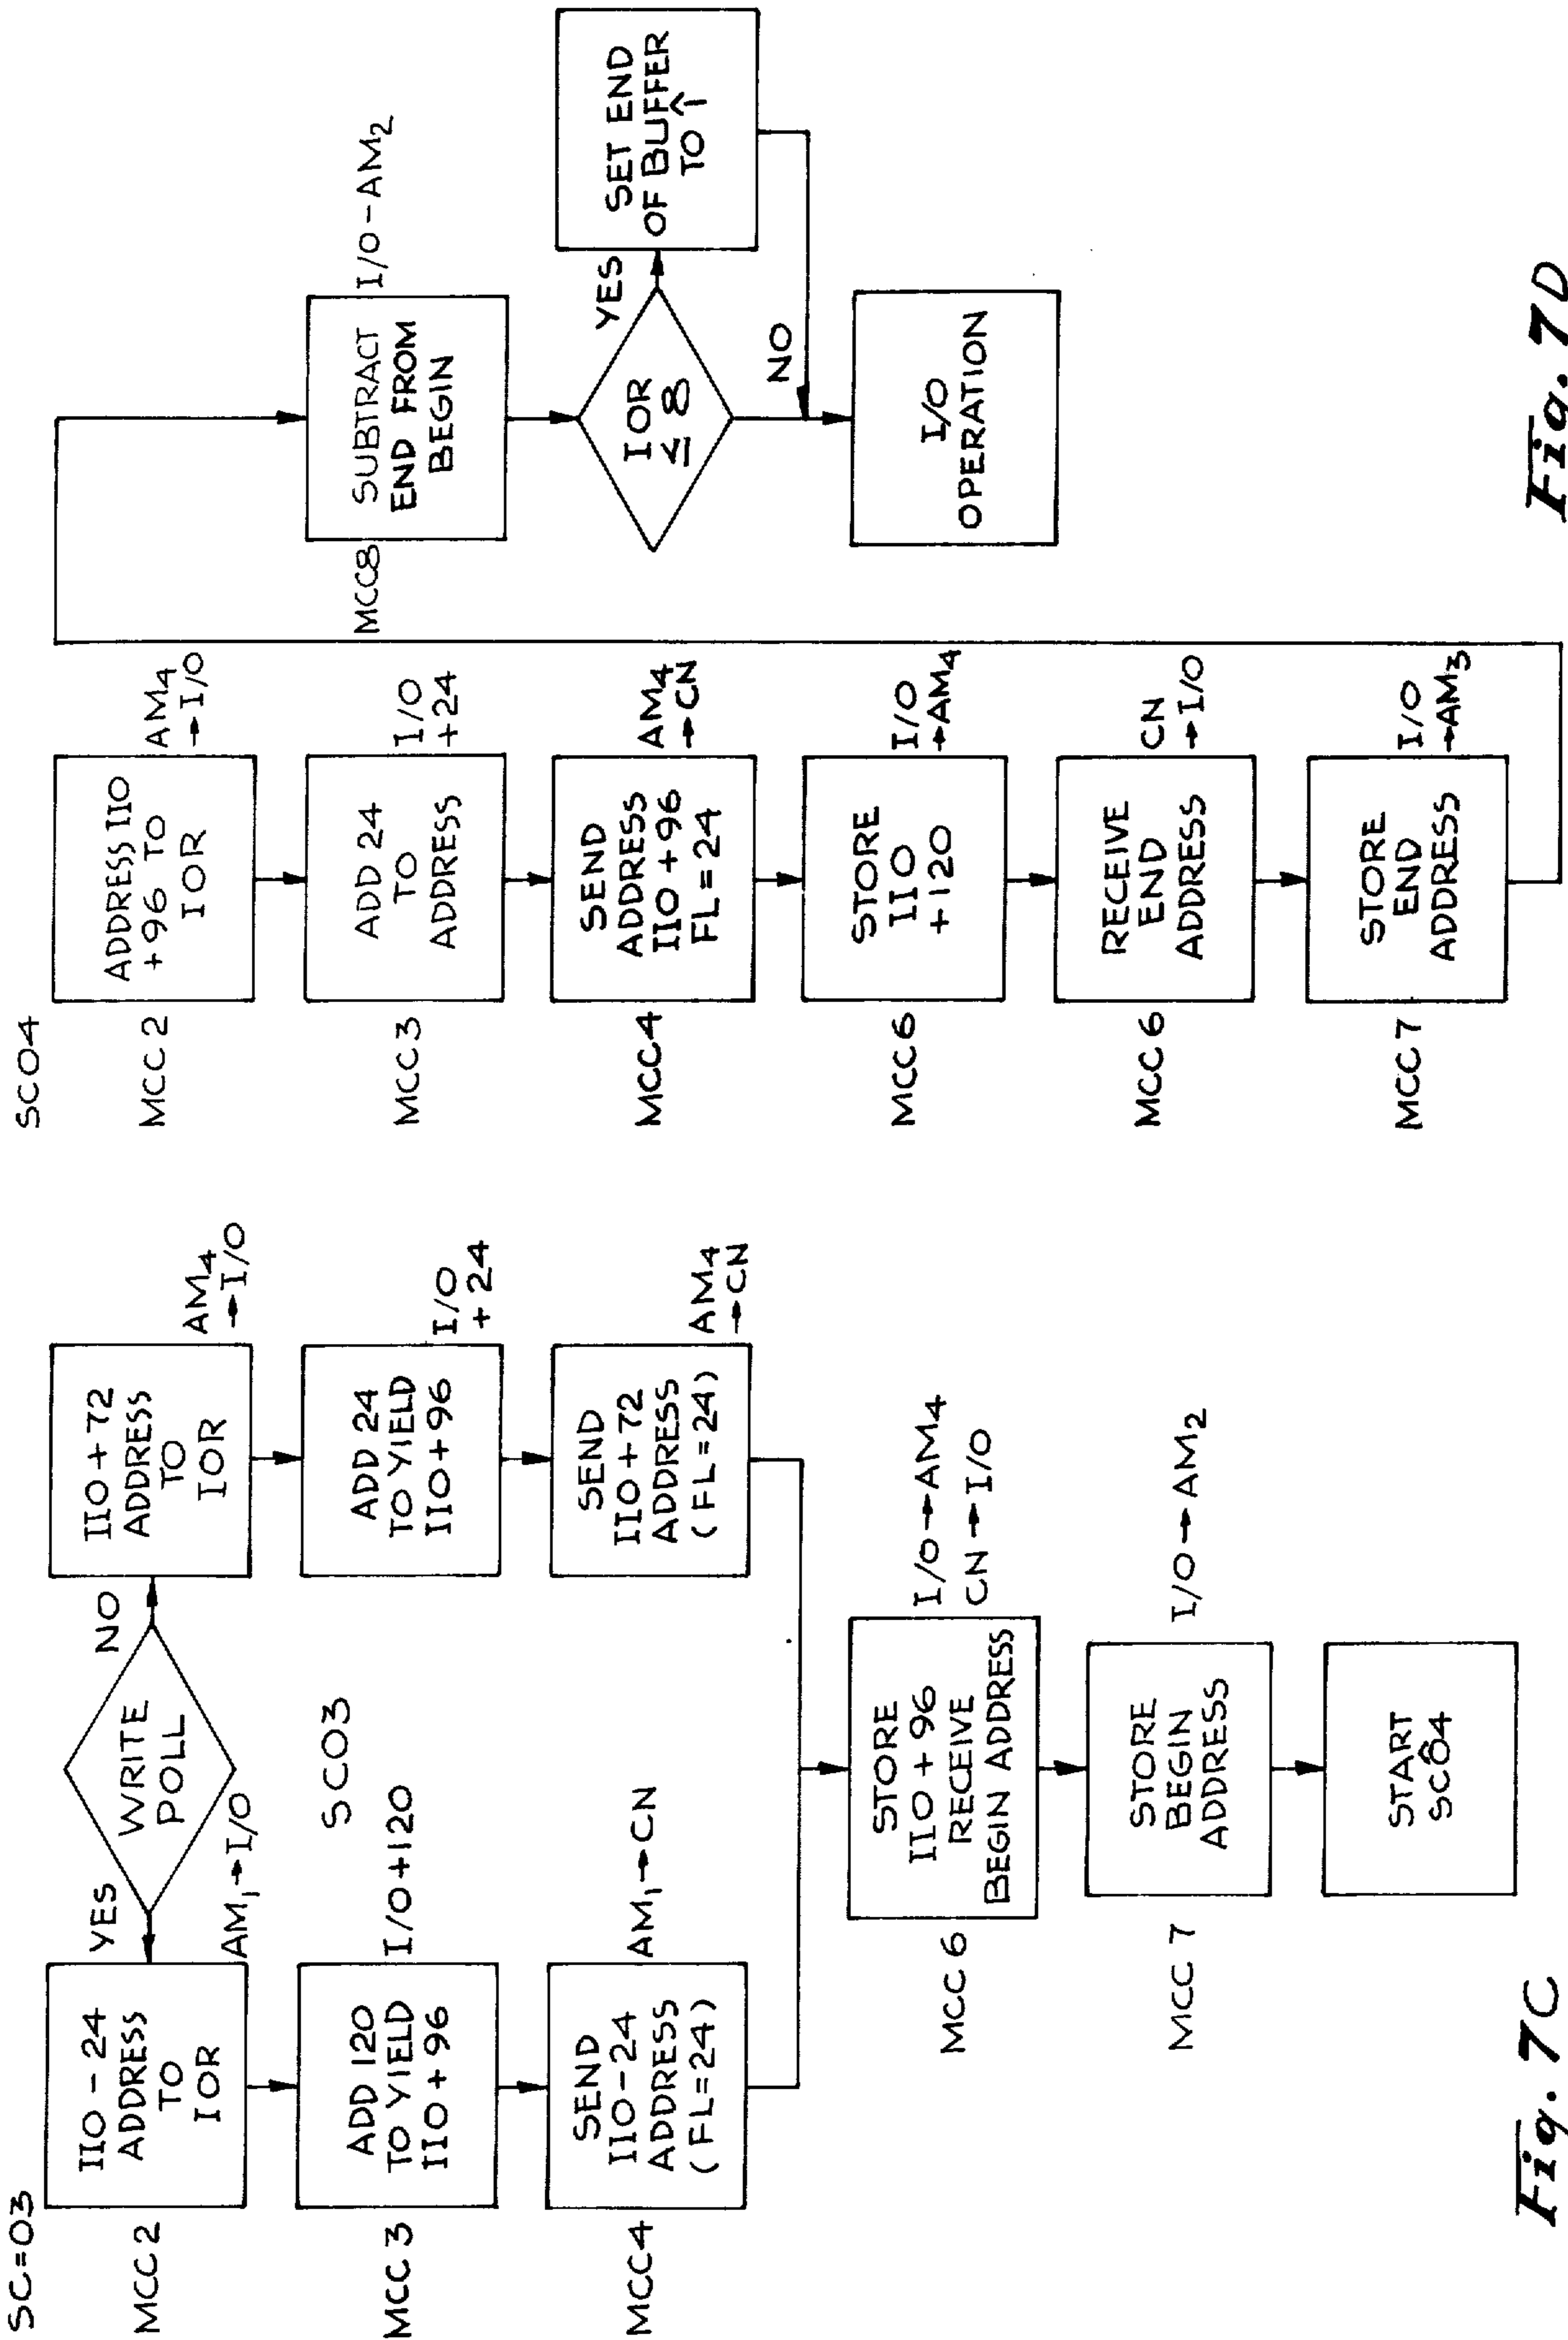 SC=03
MCC 2
IIO - 24
ADDRESS
TO
IOR
YES
AM1→I/O
WRITE
POLL
NO
IIO + 72
ADDRESS
TO
IOR
AM4
→I/O
MCC 3
ADD 120
TO YIELD
IIO + 96
I/O+120
SC03
ADD 24
TO YIELD
IIO+96
I/O
+24
MCC4
SEND
IIO-24
ADDRESS
(FL=24)
AM1→CN
SEND
IIO+72
ADDRESS
(FL=24)
AM4
→CN
MCC 6
STORE
IIO + 96
RECEIVE
BEGIN ADDRESS
I/O→AM4
CN→I/O
MCC 7
STORE
BEGIN
ADDRESS
I/O→AM2
START
SC04
Fig. 7C
SC04
MCC 2
ADDRESS IIO
+96 TO
IOR
AM4
→I/O
MCC 3
ADD 24
TO
ADDRESS
I/O
+24
MCC4
SEND
ADDRESS
IIO +96
FL=24
AM4
→CN
MCC6
STORE
IIO
+120
I/O
→AM4
MCC 6
RECEIVE
END
ADDRESS
CN
→I/O
MCC 7
STORE
END
ADDRESS
I/O
→AM3
MCC8
SUBTRACT
END FROM
BEGIN
I/O-AM2
IOR
≤ 8
YES
SET END
OF BUFFER
TO ^1
NO
I/O
OPERATION
Fig. 7D